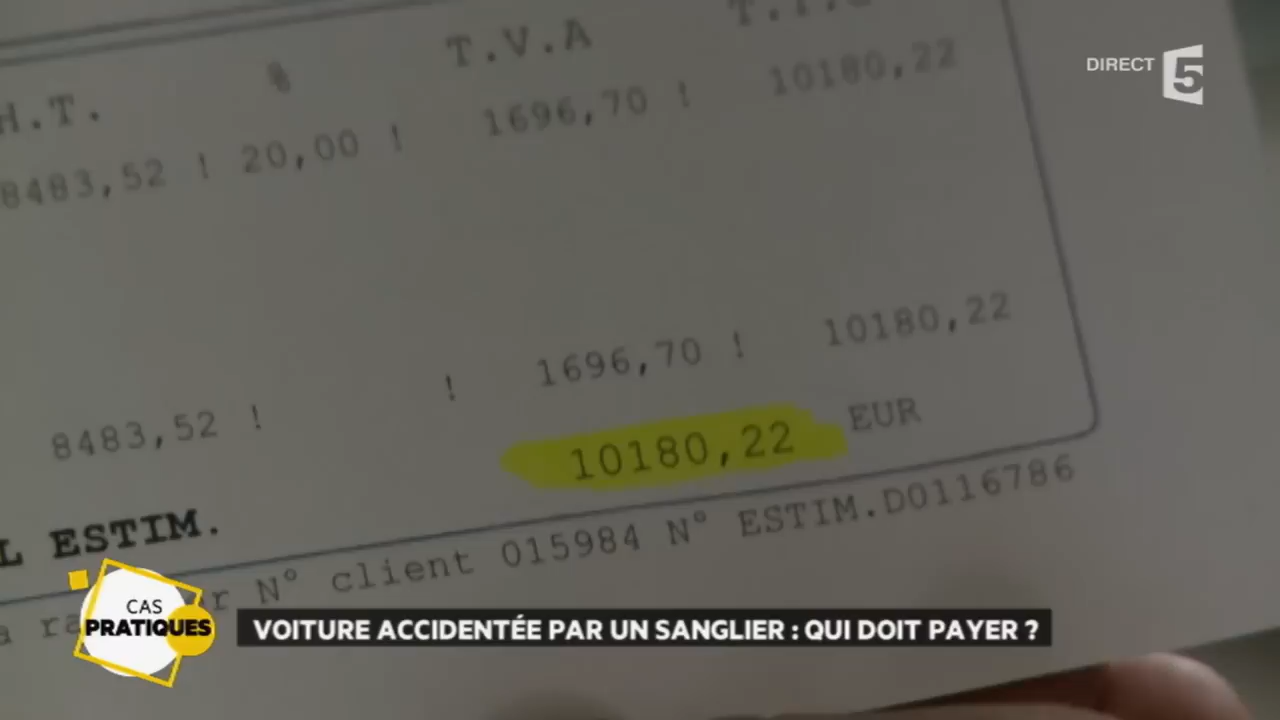 DIRECT 5
H.T. % T.V.A T.T.C
8483,52 ! 20,00 ! 1696,70 ! 10180,22
8483,52 ! ! 1696,70 ! 10180,22
10180,22 EUR
L ESTIM.
N° client 015984 N° ESTIM.D0116786
CAS
PRATIQUES
VOITURE ACCIDENTÉE PAR UN SANGLIER : QUI DOIT PAYER ?